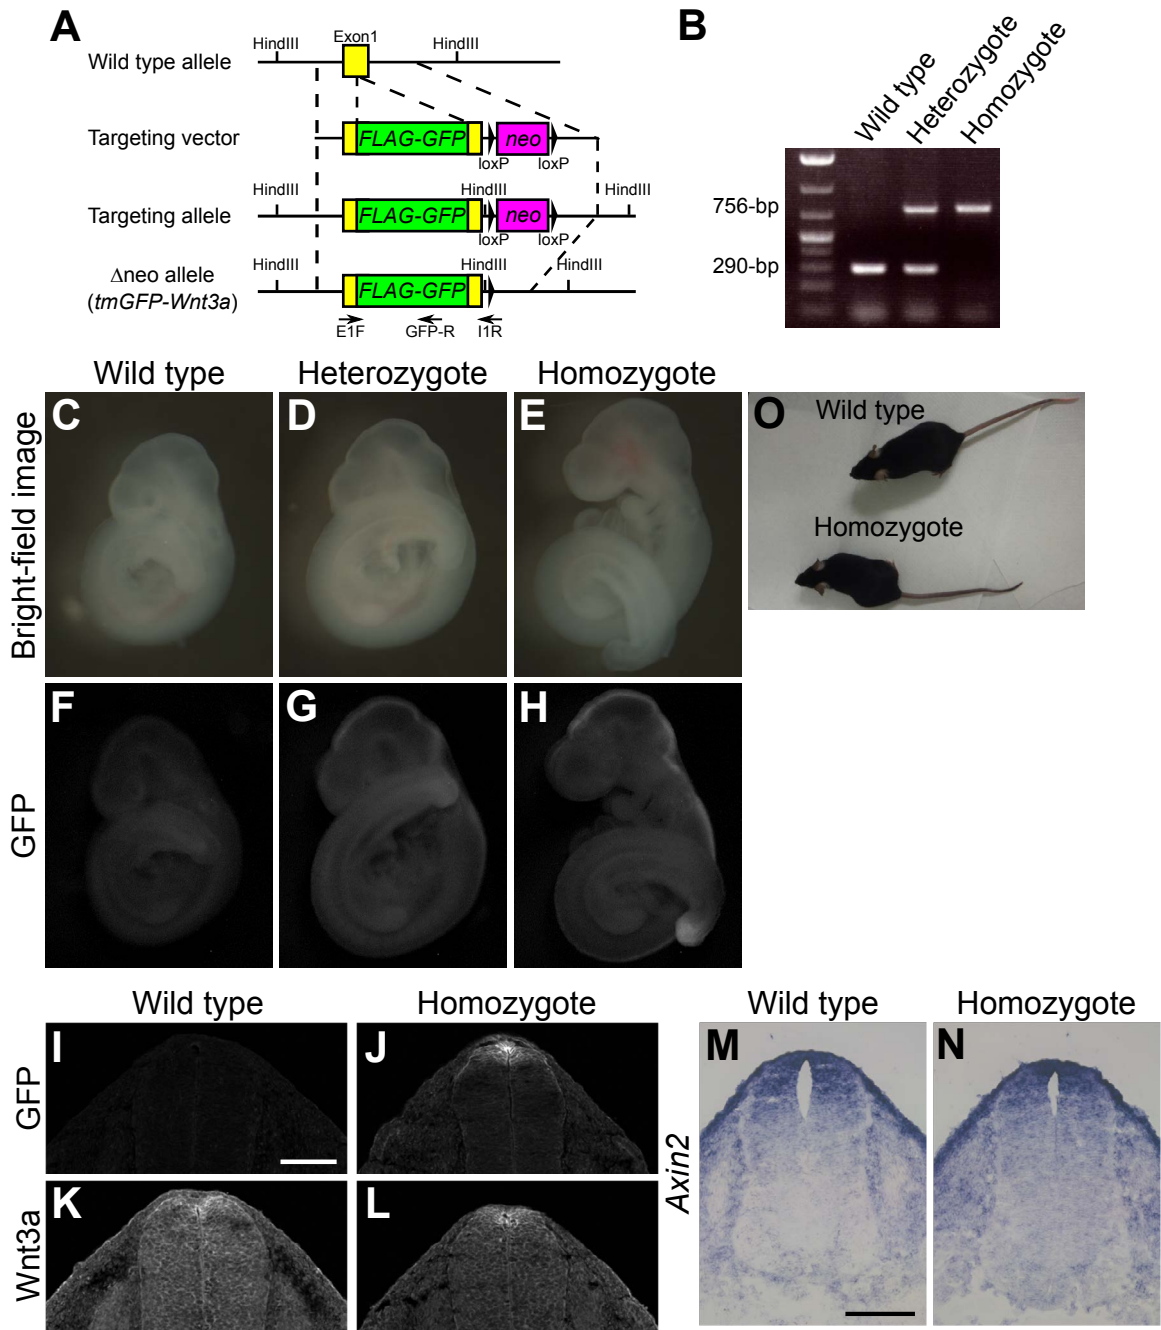 A
HindIII
Exon1
HindIII
Wild type allele
Targeting vector
FLAG-GFP
neo
loxP
loxP
HindIII
HindIII
HindIII
Targeting allele
FLAG-GFP
neo
loxP
loxP
Δneo allele
(tmGFP-Wnt3a)
HindIII
HindIII
HindIII
FLAG-GFP
E1F
GFP-R
I1R
B
Wild type
Heterozygote
Homozygote
756-bp
290-bp
Wild type
Heterozygote
Homozygote
Bright-field image
C
D
E
O
Wild type
Homozygote
GFP
F
G
H
Wild type
Homozygote
Wild type
Homozygote
GFP
I
J
M
N
Axin2
Wnt3a
K
L